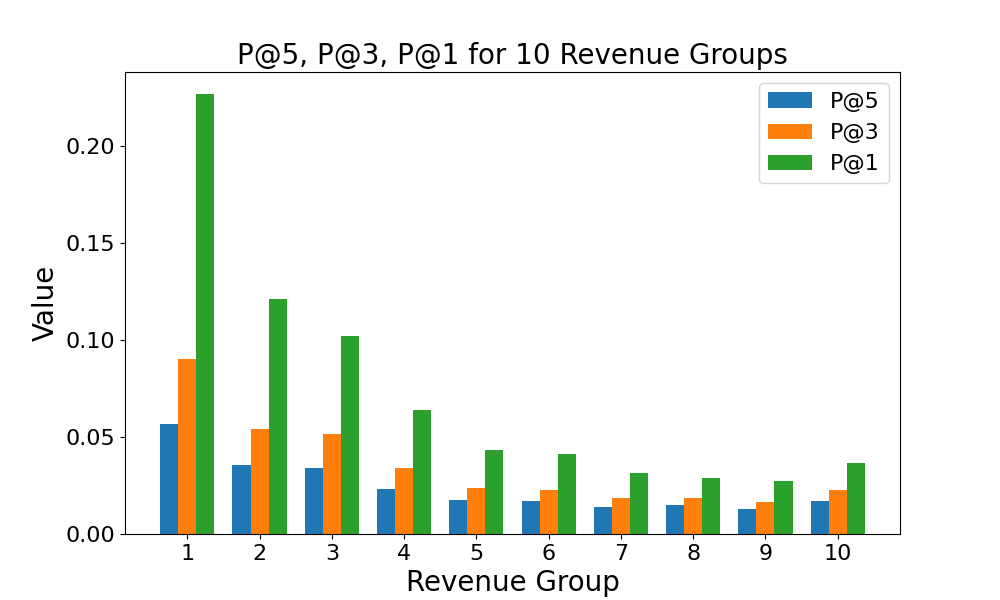 P@5, P@3, P@1 for 10 Revenue Groups
P@5
P@3
P@1
Value
0.20
0.15
0.10
0.05
0.00
1 2 3 4 5 6 7 8 9 10
Revenue Group